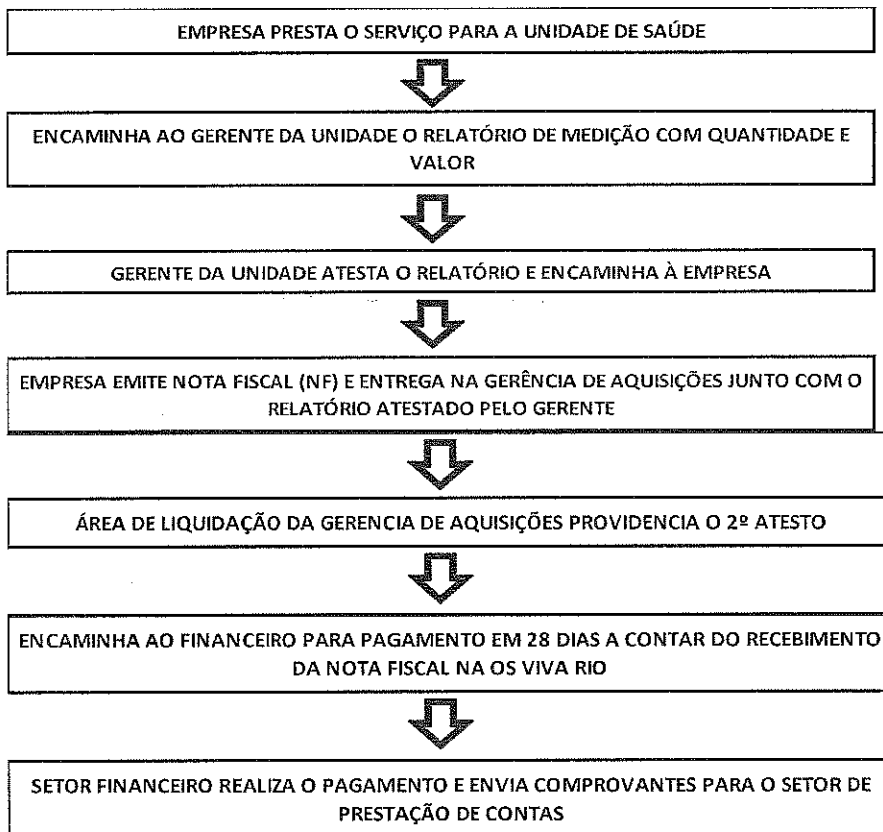 EMPRESA PRESTA O SERVIÇO PARA A UNIDADE DE SAÚDE
ENCAMINHA AO GERENTE DA UNIDADE O RELATÓRIO DE MEDIÇÃO COM QUANTIDADE E
VALOR
GERENTE DA UNIDADE ATESTA O RELATÓRIO E ENCAMINHA À EMPRESA
EMPRESA EMITE NOTA FISCAL (NF) E ENTREGA NA GERÊNCIA DE AQUISIÇÕES JUNTO COM O
RELATÓRIO ATESTADO PELO GERENTE
ÁREA DE LIQUIDAÇÃO DA GERENCIA DE AQUISIÇÕES PROVIDENCIA O 2º ATESTO
ENCAMINHA AO FINANCEIRO PARA PAGAMENTO EM 28 DIAS A CONTAR DO RECEBIMENTO
DA NOTA FISCAL NA OS VIVA RIO
SETOR FINANCEIRO REALIZA O PAGAMENTO E ENVIA COMPROVANTES PARA O SETOR DE
PRESTAÇÃO DE CONTAS